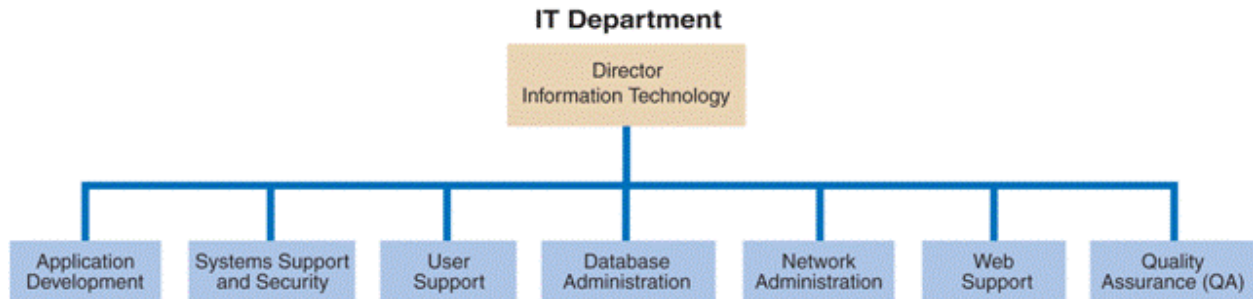 IT Department
Director
Information Technology
Application
Development
Systems Support
and Security
User
Support
Database
Administration
Network
Administration
Web
Support
Quality
Assurance (QA)